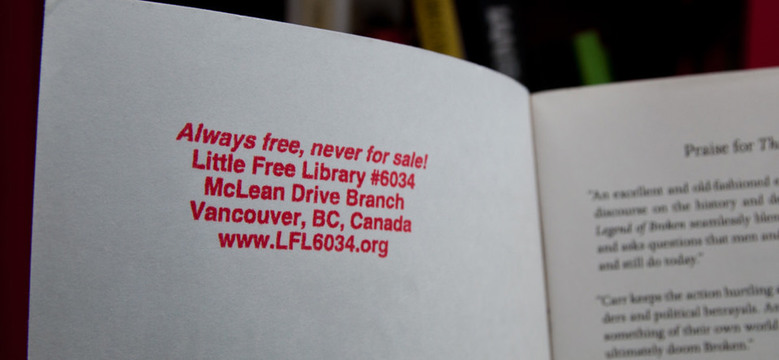 Always free, never for sale!
Little Free Library #6034
McLean Drive Branch
Vancouver, BC, Canada
www.LFL6034.org
Praise for Th
"An excellent and old-fashioned e
discourse on the history and de
Legend of Broken seamlessly blen
and asks questions that men an
and still do today."
"Carr keeps the action hurtling
ders and political betrayals. An
something of their own world
ultimately doom Broken."